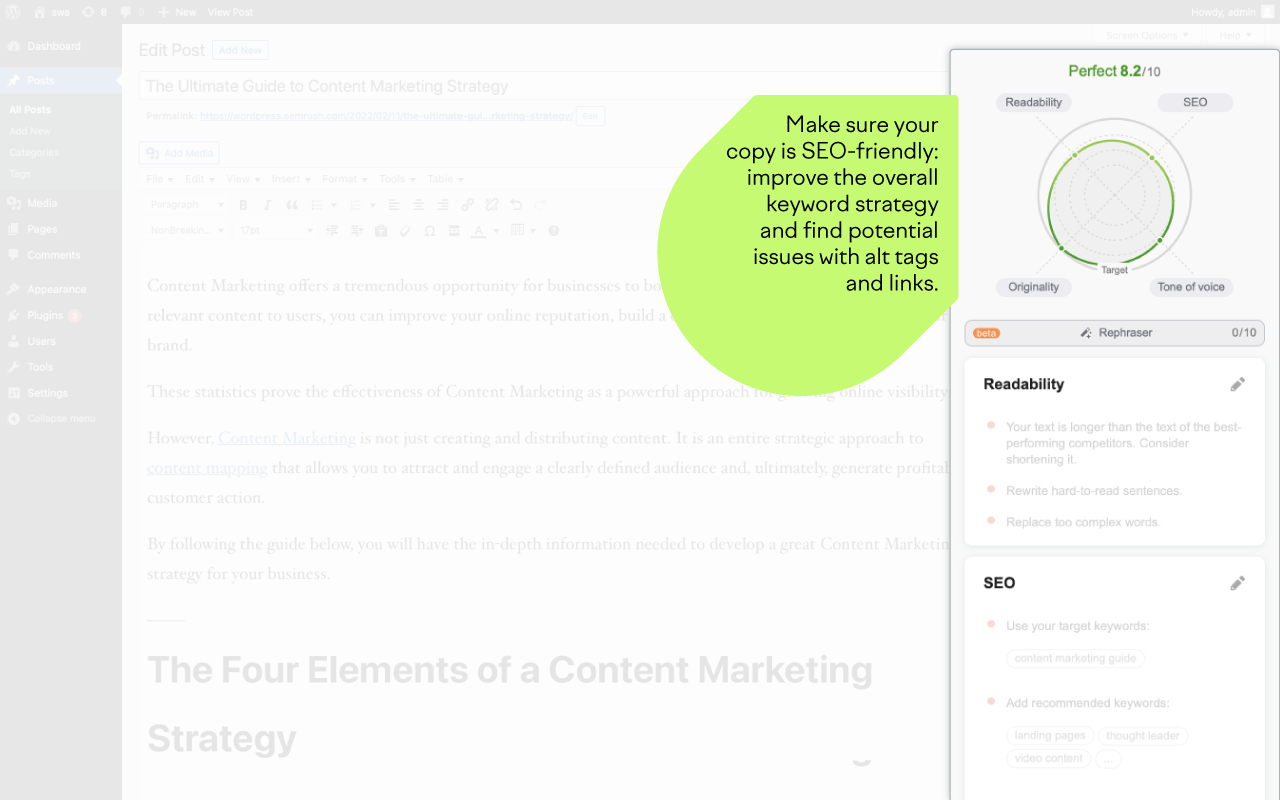 sws
8
0
New
View Post
Howdy, admin
Dashboard
Posts
All Posts
Add New
Categories
Tags
Media
Pages
Comments
Appearance
Plugins 3
Users
Tools
Settings
Collapse menu
Screen Options
Help
Edit Post
Add New
The Ultimate Guide to Content Marketing Strategy
Permalink: https://wordpress.semrush.com/2022/02/11/the-ultimate-gui...rketing-strategy/ Edit
Add Media
File Edit View Insert Format Tools Table
Paragraph
NonBreakin... 17pt
Content Marketing offers a tremendous opportunity for businesses to
relevant content to users, you can improve your online reputation, build a
brand.
These statistics prove the effectiveness of Content Marketing as a powerful approach for online visibility
However, Content Marketing is not just creating and distributing content. It is an entire strategic approach to
content mapping that allows you to attract and engage a clearly defined audience and, ultimately, generate
customer action.
By following the guide below, you will have the in-depth information needed to develop a great Content
strategy for your business.
The Four Elements of a Content Marketing
Strategy
Make sure your
copy is SEO-friendly:
improve the overall
keyword strategy
and find potential
issues with alt tags
and links.
Perfect 8.2/10
Readability
SEO
Target
Originality
Tone of voice
beta Rephraser 0/10
Readability
Your text is longer than the text of the best-
performing competitors. Consider
shortening it.
Rewrite hard-to-read sentences.
Replace too complex words.
SEO
Use your target keywords:
content marketing guide
Add recommended keywords:
landing pages
thought leader
video content
...